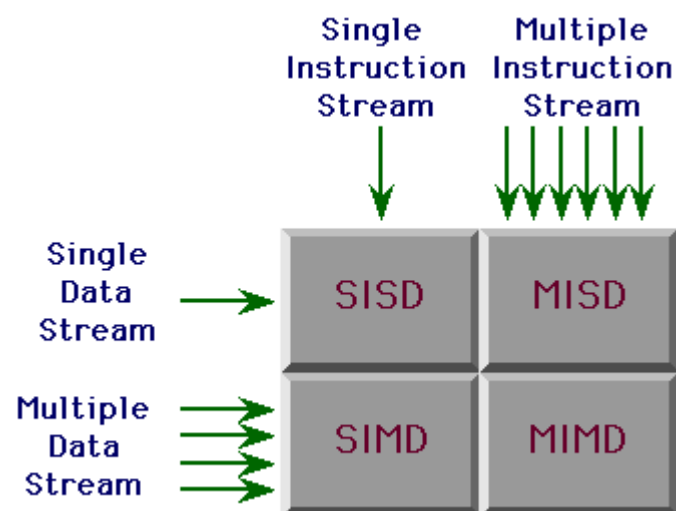 Single
Instruction
Stream
Multiple
Instruction
Stream
Single
Data
Stream
SISD
MISD
Multiple
Data
Stream
SIMD
MIMD